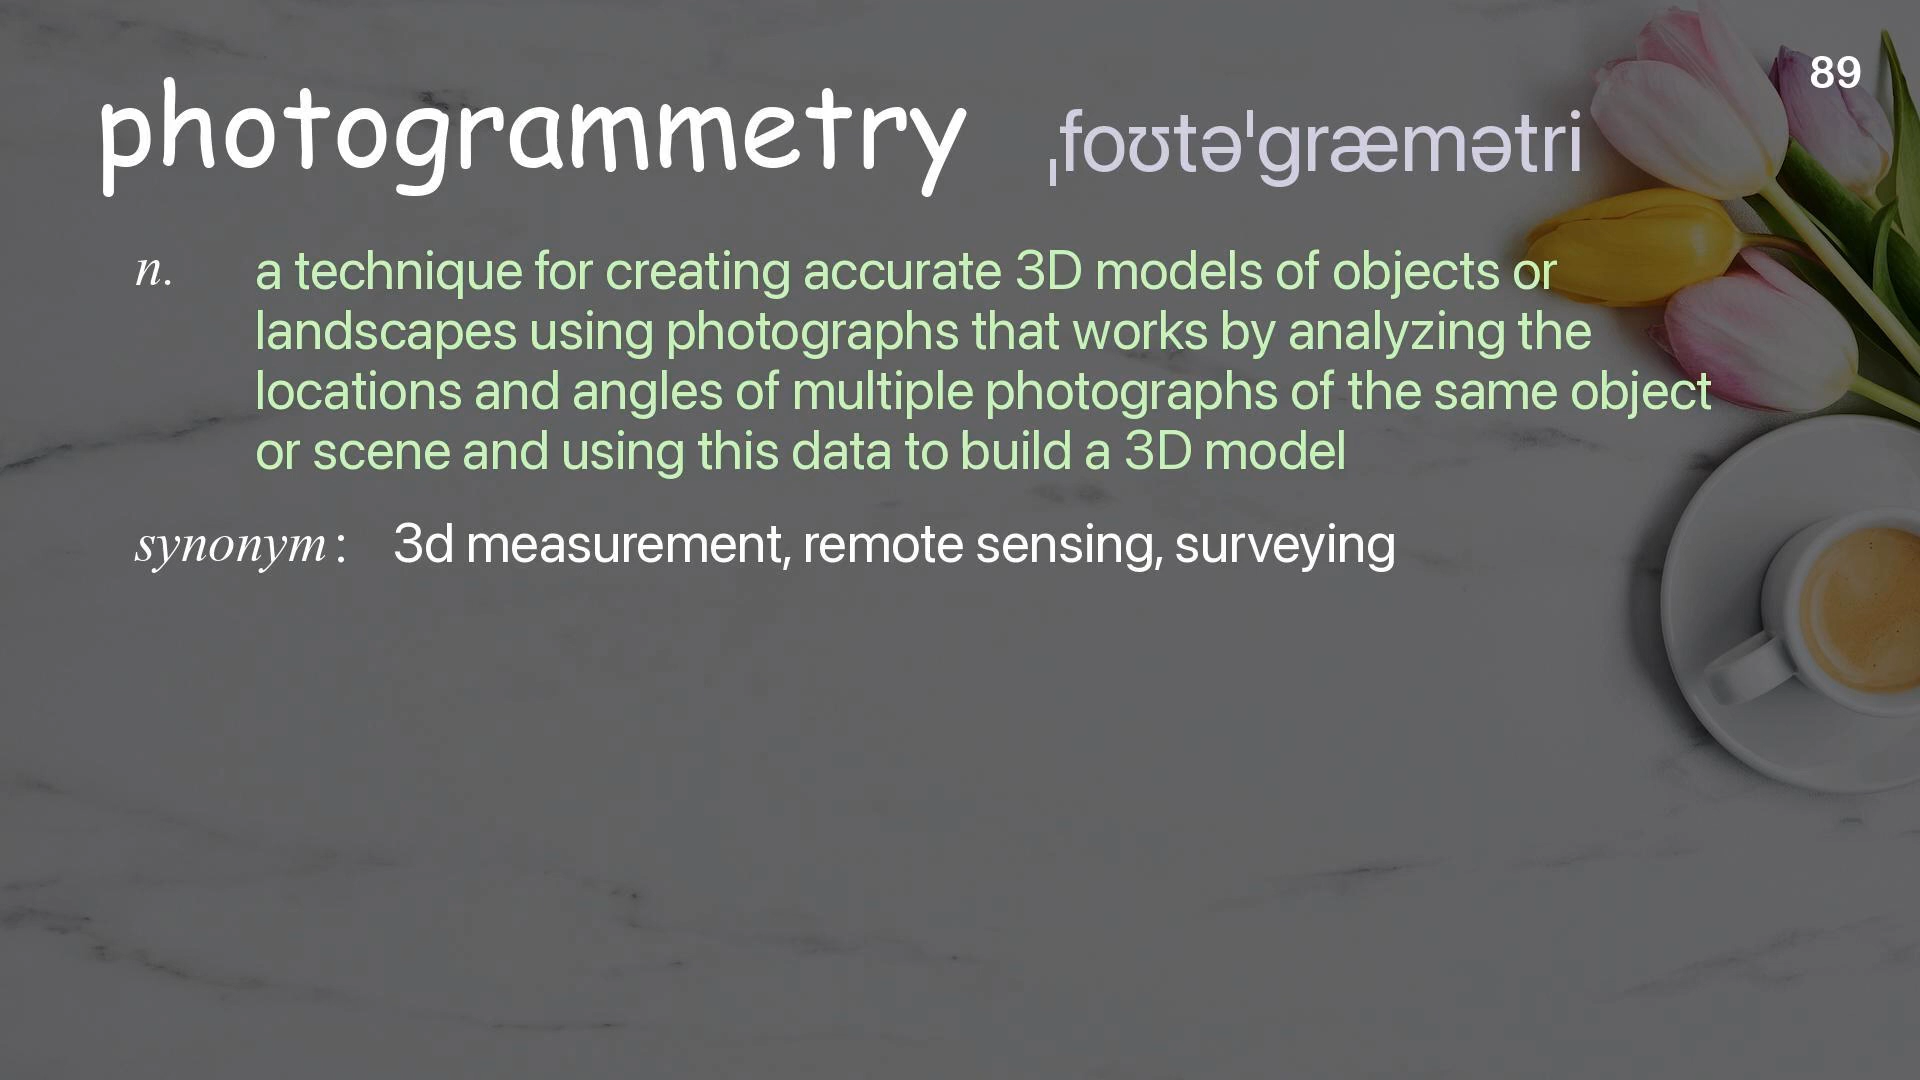 89
photogrammetry ˌfoʊtəˈgræmətri
n. a technique for creating accurate 3D models of objects or
landscapes using photographs that works by analyzing the
locations and angles of multiple photographs of the same object
or scene and using this data to build a 3D model
synonym: 3d measurement, remote sensing, surveying